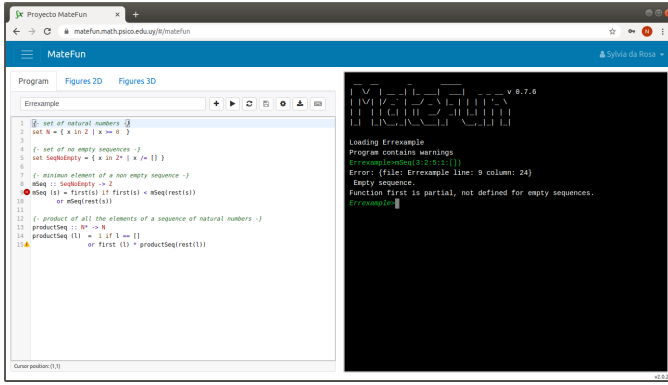 Proyecto MateFun
matefun.math.psico.edu.uy/#/matefun
N
MateFun
Sylvia da Rosa
Program
Figures 2D
Figures 3D
Errexample
1 {- set of natural numbers -}
2 set N = { x in Z | x >= 0 }
3
4 {- set of no empty sequences -}
5 set SeqNoEmpty = { x in Z* | x /= [] }
6
7 {- minimun element of a non empty sequence -}
8 mSeq :: SeqNoEmpty -> Z
9 mSeq (s) = first(s) if first(s) < mSeq(rest(s))
10 or mSeq(rest(s))
11
12 {- product of all the elements of a sequence of natural numbers -}
13 productSeq :: N* -> N
14 productSeq (l) = 1 if l == []
15 or first (l) * productSeq(rest(l))
Cursor position: (1,1)
v 0.7.6
Loading Errexample
Program contains warnings
Errexample>mSeq(3:2:5:1:[])
Error: {file: Errexample line: 9 column: 24}
Empty sequence.
Function first is partial, not defined for empty sequences.
Errexample>
v2.0.2